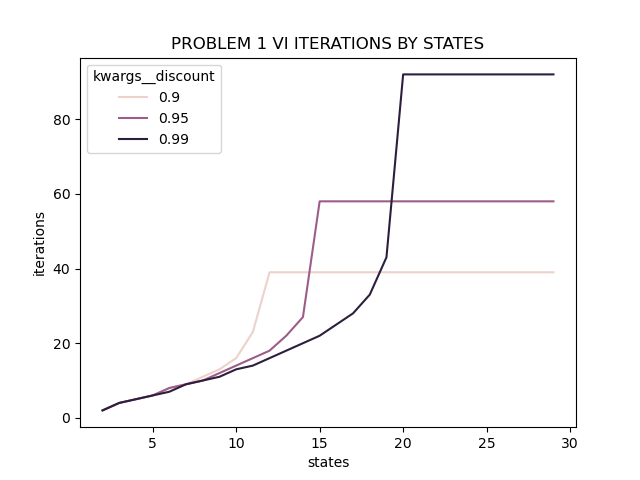 PROBLEM 1 VI ITERATIONS BY STATES
kwargs__discount
0.9
0.95
0.99
80
60
40
20
0
iterations
5 10 15 20 25 30
states